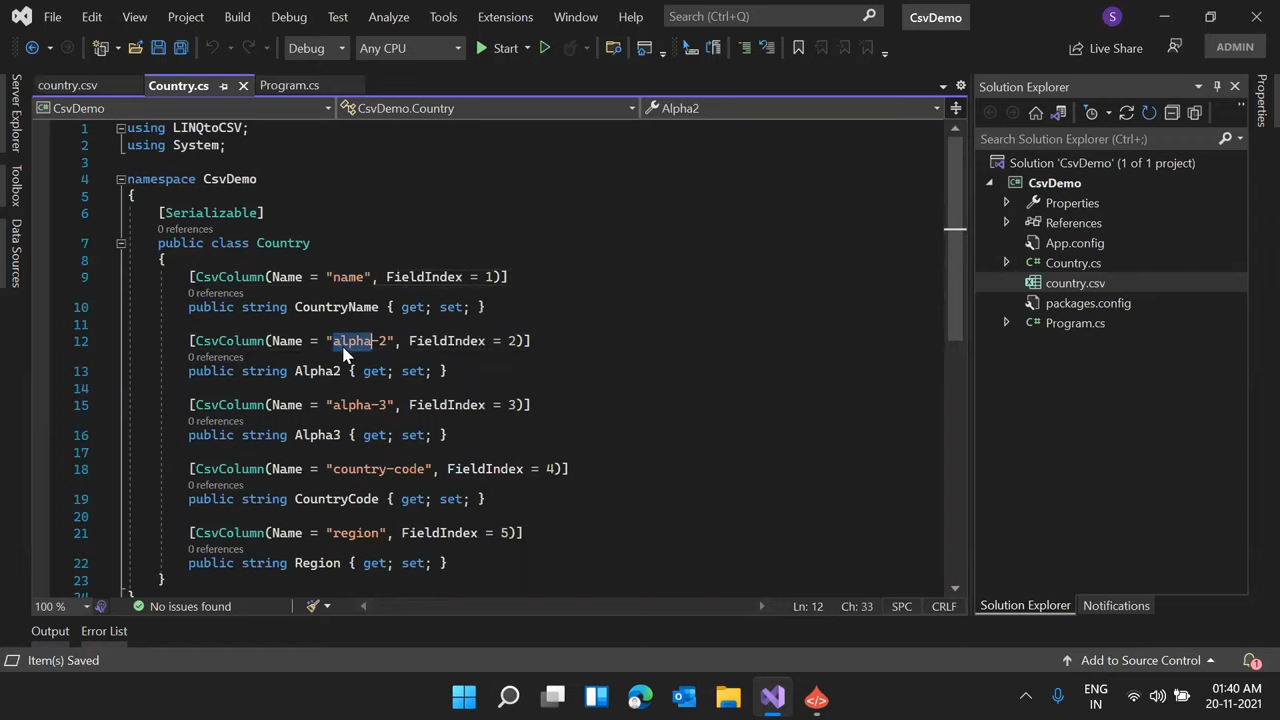 File Edit View Project Build Debug Test Analyze Tools Extensions Window Help Search (Ctrl+Q) CsvDemo S
Debug Any CPU Start Live Share ADMIN
country.csv Country.cs Program.cs
CsvDemo CsvDemo.Country Alpha2
Server Explorer
Toolbox
Data Sources
1 using LINQtoCSV;
2 using System;
3
4 namespace CsvDemo
5 {
6 [Serializable]
0 references
7 public class Country
8 {
9 [CsvColumn(Name = "name", FieldIndex = 1)]
0 references
10 public string CountryName { get; set; }
11
12 [CsvColumn(Name = "alpha-2", FieldIndex = 2)]
0 references
13 public string Alpha2 { get; set; }
14
15 [CsvColumn(Name = "alpha-3", FieldIndex = 3)]
0 references
16 public string Alpha3 { get; set; }
17
18 [CsvColumn(Name = "country-code", FieldIndex = 4)]
0 references
19 public string CountryCode { get; set; }
20
21 [CsvColumn(Name = "region", FieldIndex = 5)]
0 references
22 public string Region { get; set; }
23 }
24 }
100 % No issues found Ln: 12 Ch: 33 SPC CRLF
Solution Explorer
Search Solution Explorer (Ctrl+;)
Solution 'CsvDemo' (1 of 1 project)
CsvDemo
Properties
References
App.config
Country.cs
country.csv
packages.config
Program.cs
Solution Explorer Notifications
Properties
Output Error List
Item(s) Saved Add to Source Control 1
ENG
IN
01:40 AM
20-11-2021